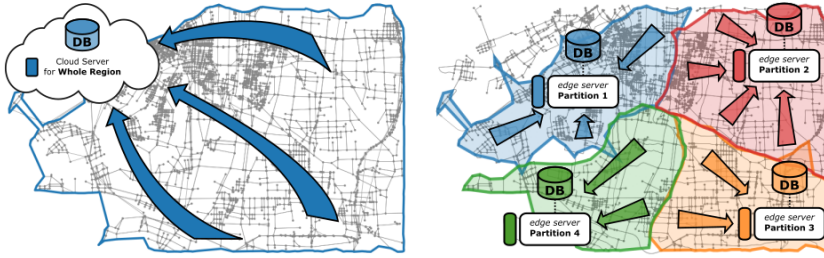 DB
Cloud Server
for Whole Region
DB
edge server
Partition 1
DB
edge server
Partition 2
DB
edge server
Partition 4
DB
edge server
Partition 3